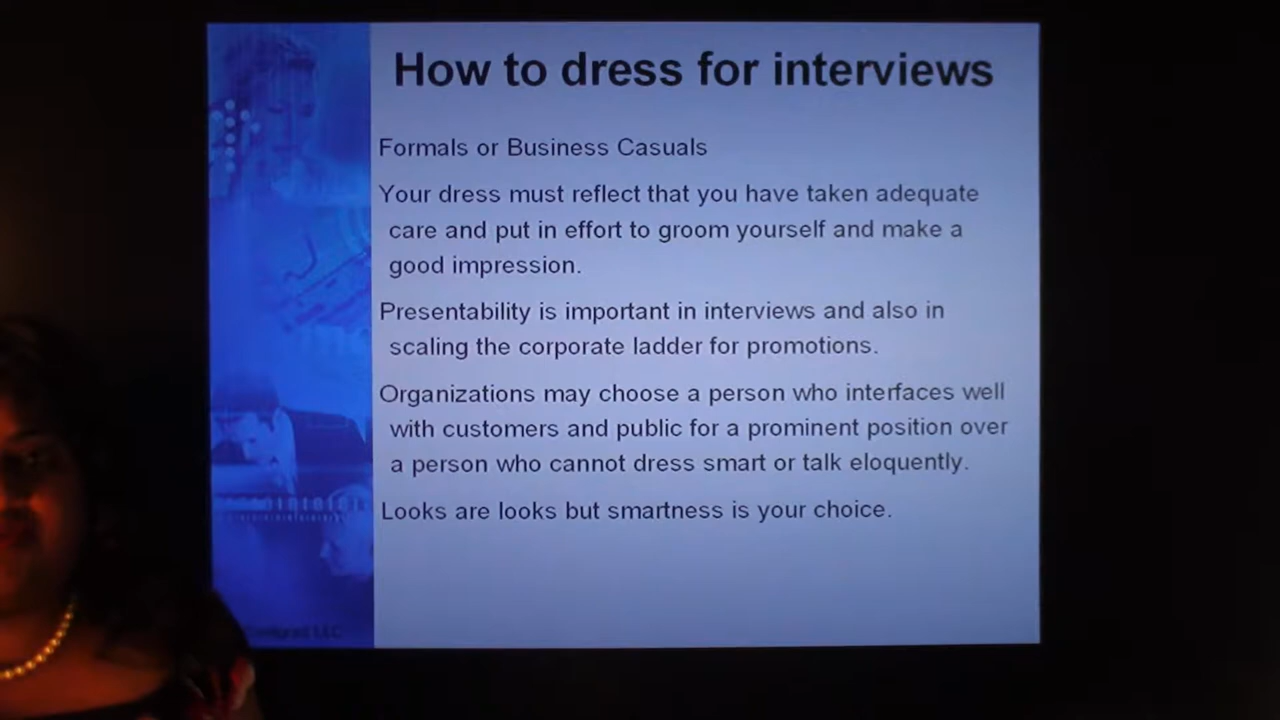 How to dress for interviews
Formals or Business Casuals
Your dress must reflect that you have taken adequate
care and put in effort to groom yourself and make a
good impression.
Presentability is important in interviews and also in
scaling the corporate ladder for promotions.
Organizations may choose a person who interfaces well
with customers and public for a prominent position over
a person who cannot dress smart or talk eloquently.
Looks are looks but smartness is your choice.
LLC